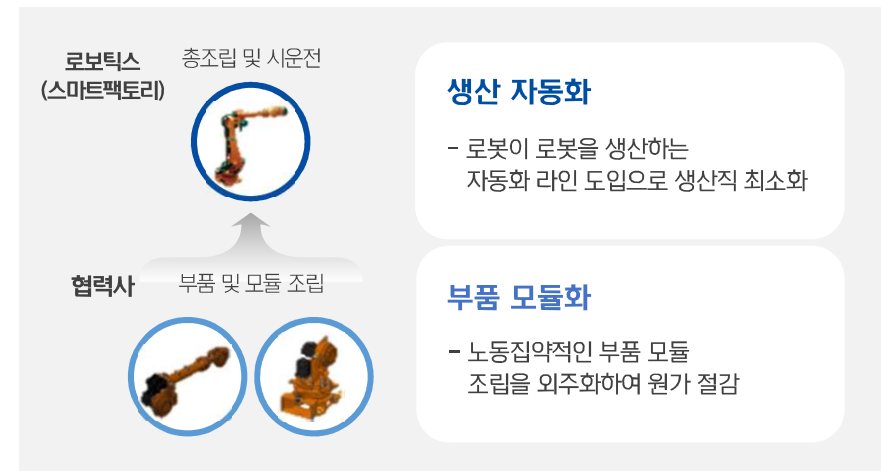 로보틱스
(스마트팩토리)
총조립 및 시운전
생산 자동화
- 로봇이 로봇을 생산하는
자동화 라인 도입으로 생산직 최소화
협력사
부품 및 모듈 조립
부품 모듈화
- 노동집약적인 부품 모듈
조립을 외주화하여 원가 절감